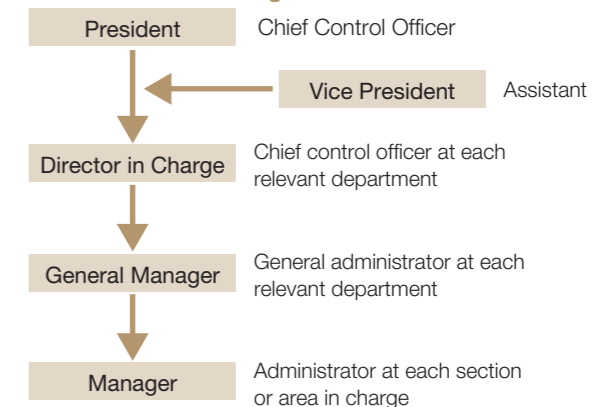 President
Chief Control Officer
Vice President
Assistant
Director in Charge
Chief control officer at each
relevant department
General Manager
General administrator at each
relevant department
Manager
Administrator at each section
or area in charge